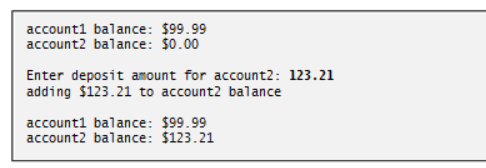 account1 balance: $99.99
account2 balance: $0.00
Enter deposit amount for account2: 123.21
adding $123.21 to account2 balance
account1 balance: $99.99
account2 balance: $123.21